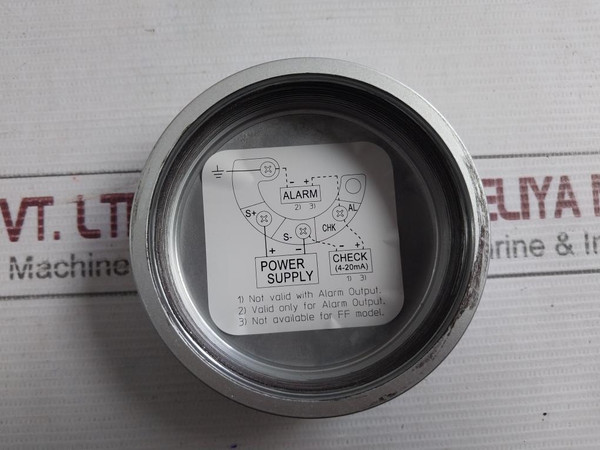 - +
ALARM
2) 3)
S+
AL
S-
CHK
+ -
- +
POWER
SUPPLY
CHECK
(4-20mA)
1) 3)
1) Not valid with Alarm Output.
2) Valid only for Alarm Output.
3) Not available for FF model.
VT. LT
ELIYA
Machine
rine & In